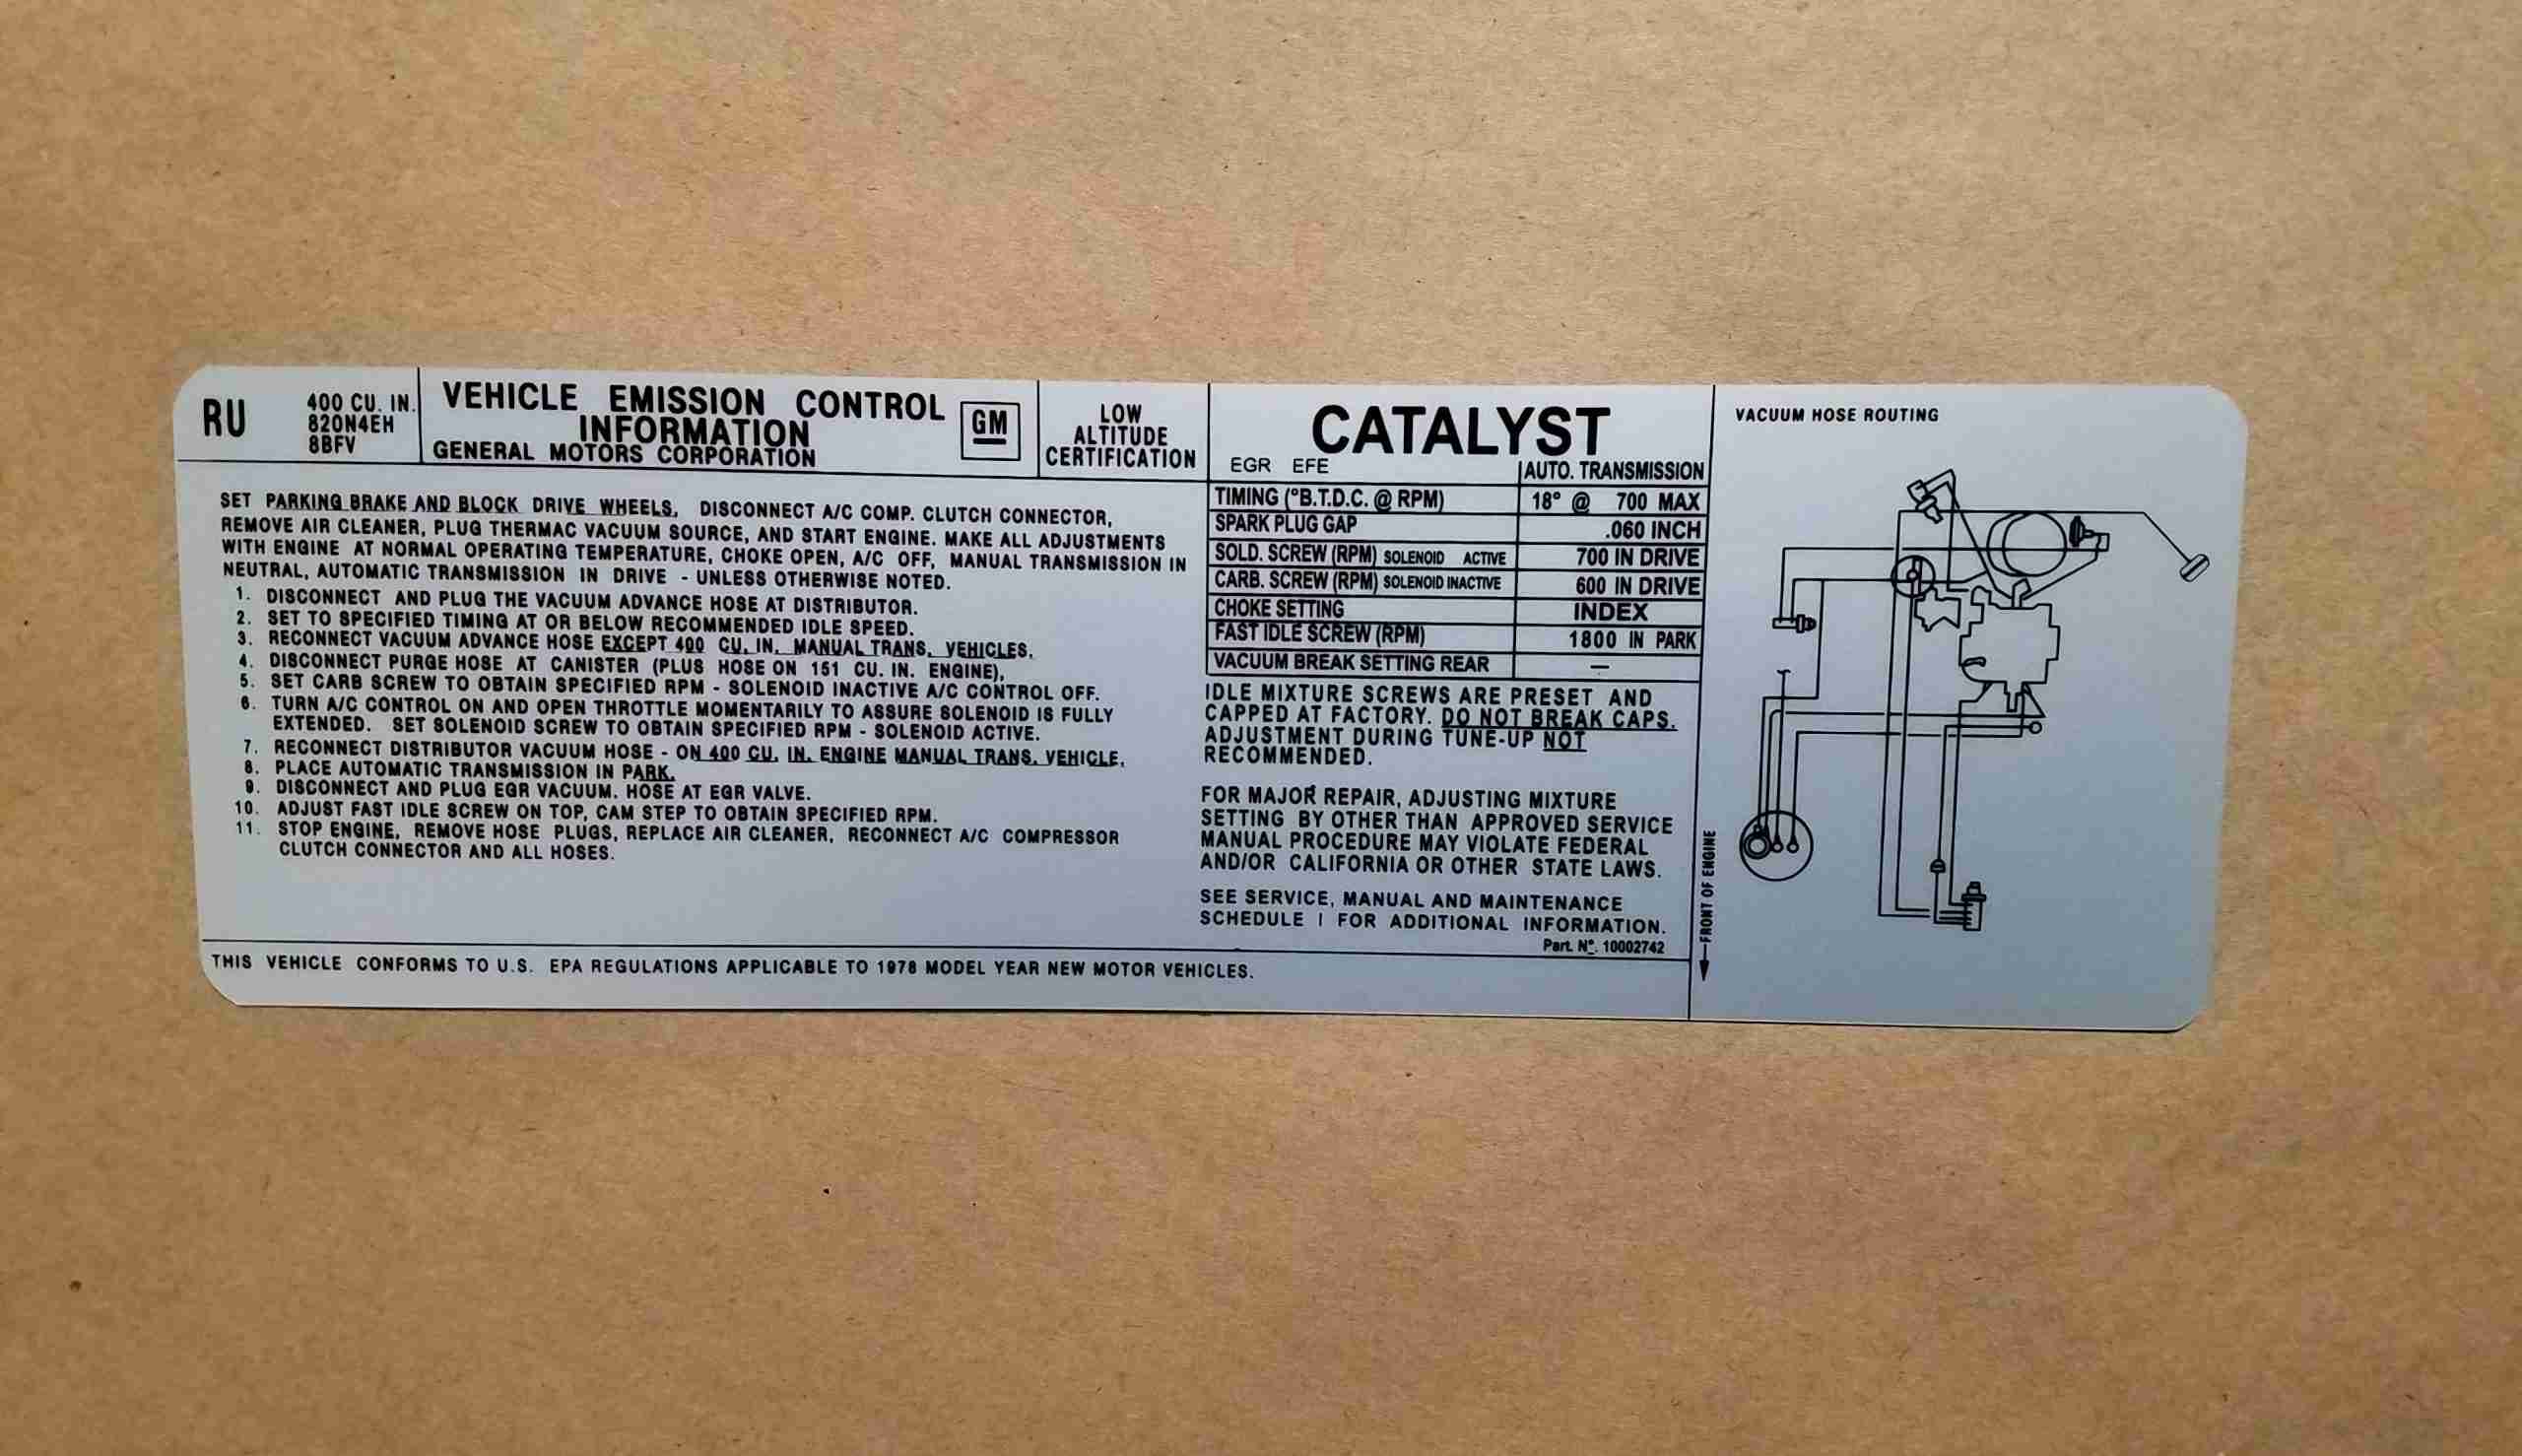 RU
400 CU. IN.
820N4EH
8BFV
VEHICLE EMISSION CONTROL
INFORMATION
GENERAL MOTORS CORPORATION
GM
LOW
ALTITUDE
CERTIFICATION
SET PARKING BRAKE AND BLOCK DRIVE WHEELS, DISCONNECT A/C COMP. CLUTCH CONNECTOR,
REMOVE AIR CLEANER, PLUG THERMAC VACUUM SOURCE, AND START ENGINE. MAKE ALL ADJUSTMENTS
WITH ENGINE AT NORMAL OPERATING TEMPERATURE, CHOKE OPEN, A/C OFF, MANUAL TRANSMISSION IN
NEUTRAL, AUTOMATIC TRANSMISSION IN DRIVE - UNLESS OTHERWISE NOTED.
1. DISCONNECT AND PLUG THE VACUUM ADVANCE HOSE AT DISTRIBUTOR.
2. SET TO SPECIFIED TIMING AT OR BELOW RECOMMENDED IDLE SPEED.
3. RECONNECT VACUUM ADVANCE HOSE EXCEPT 400 CU. IN. MANUAL TRANS. VEHICLES.
4. DISCONNECT PURGE HOSE AT CANISTER (PLUS HOSE ON 151 CU. IN. ENGINE),
5. SET CARB SCREW TO OBTAIN SPECIFIED RPM - SOLENOID INACTIVE A/C CONTROL OFF.
6. TURN A/C CONTROL ON AND OPEN THROTTLE MOMENTARILY TO ASSURE SOLENOID IS FULLY
EXTENDED. SET SOLENOID SCREW TO OBTAIN SPECIFIED RPM - SOLENOID ACTIVE.
7. RECONNECT DISTRIBUTOR VACUUM HOSE - ON 400 CU. IN. ENGINE MANUAL TRANS. VEHICLE.
8. PLACE AUTOMATIC TRANSMISSION IN PARK.
9. DISCONNECT AND PLUG EGR VACUUM. HOSE AT EGR VALVE.
10. ADJUST FAST IDLE SCREW ON TOP, CAM STEP TO OBTAIN SPECIFIED RPM.
11. STOP ENGINE, REMOVE HOSE PLUGS, REPLACE AIR CLEANER, RECONNECT A/C COMPRESSOR
CLUTCH CONNECTOR AND ALL HOSES.
THIS VEHICLE CONFORMS TO U.S. EPA REGULATIONS APPLICABLE TO 1978 MODEL YEAR NEW MOTOR VEHICLES.
CATALYST
EGR EFE
AUTO. TRANSMISSION
TIMING (°B.T.D.C. @ RPM) 18° @ 700 MAX
SPARK PLUG GAP .060 INCH
SOLD. SCREW (RPM) SOLENOID ACTIVE 700 IN DRIVE
CARB. SCREW (RPM) SOLENOID INACTIVE 600 IN DRIVE
CHOKE SETTING INDEX
FAST IDLE SCREW (RPM) 1800 IN PARK
VACUUM BREAK SETTING REAR —
IDLE MIXTURE SCREWS ARE PRESET AND
CAPPED AT FACTORY. DO NOT BREAK CAPS.
ADJUSTMENT DURING TUNE-UP NOT
RECOMMENDED.
FOR MAJOR REPAIR, ADJUSTING MIXTURE
SETTING BY OTHER THAN APPROVED SERVICE
MANUAL PROCEDURE MAY VIOLATE FEDERAL
AND/OR CALIFORNIA OR OTHER STATE LAWS.
SEE SERVICE, MANUAL AND MAINTENANCE
SCHEDULE I FOR ADDITIONAL INFORMATION.
Part. Nº. 10002742
VACUUM HOSE ROUTING
FRONT OF ENGINE